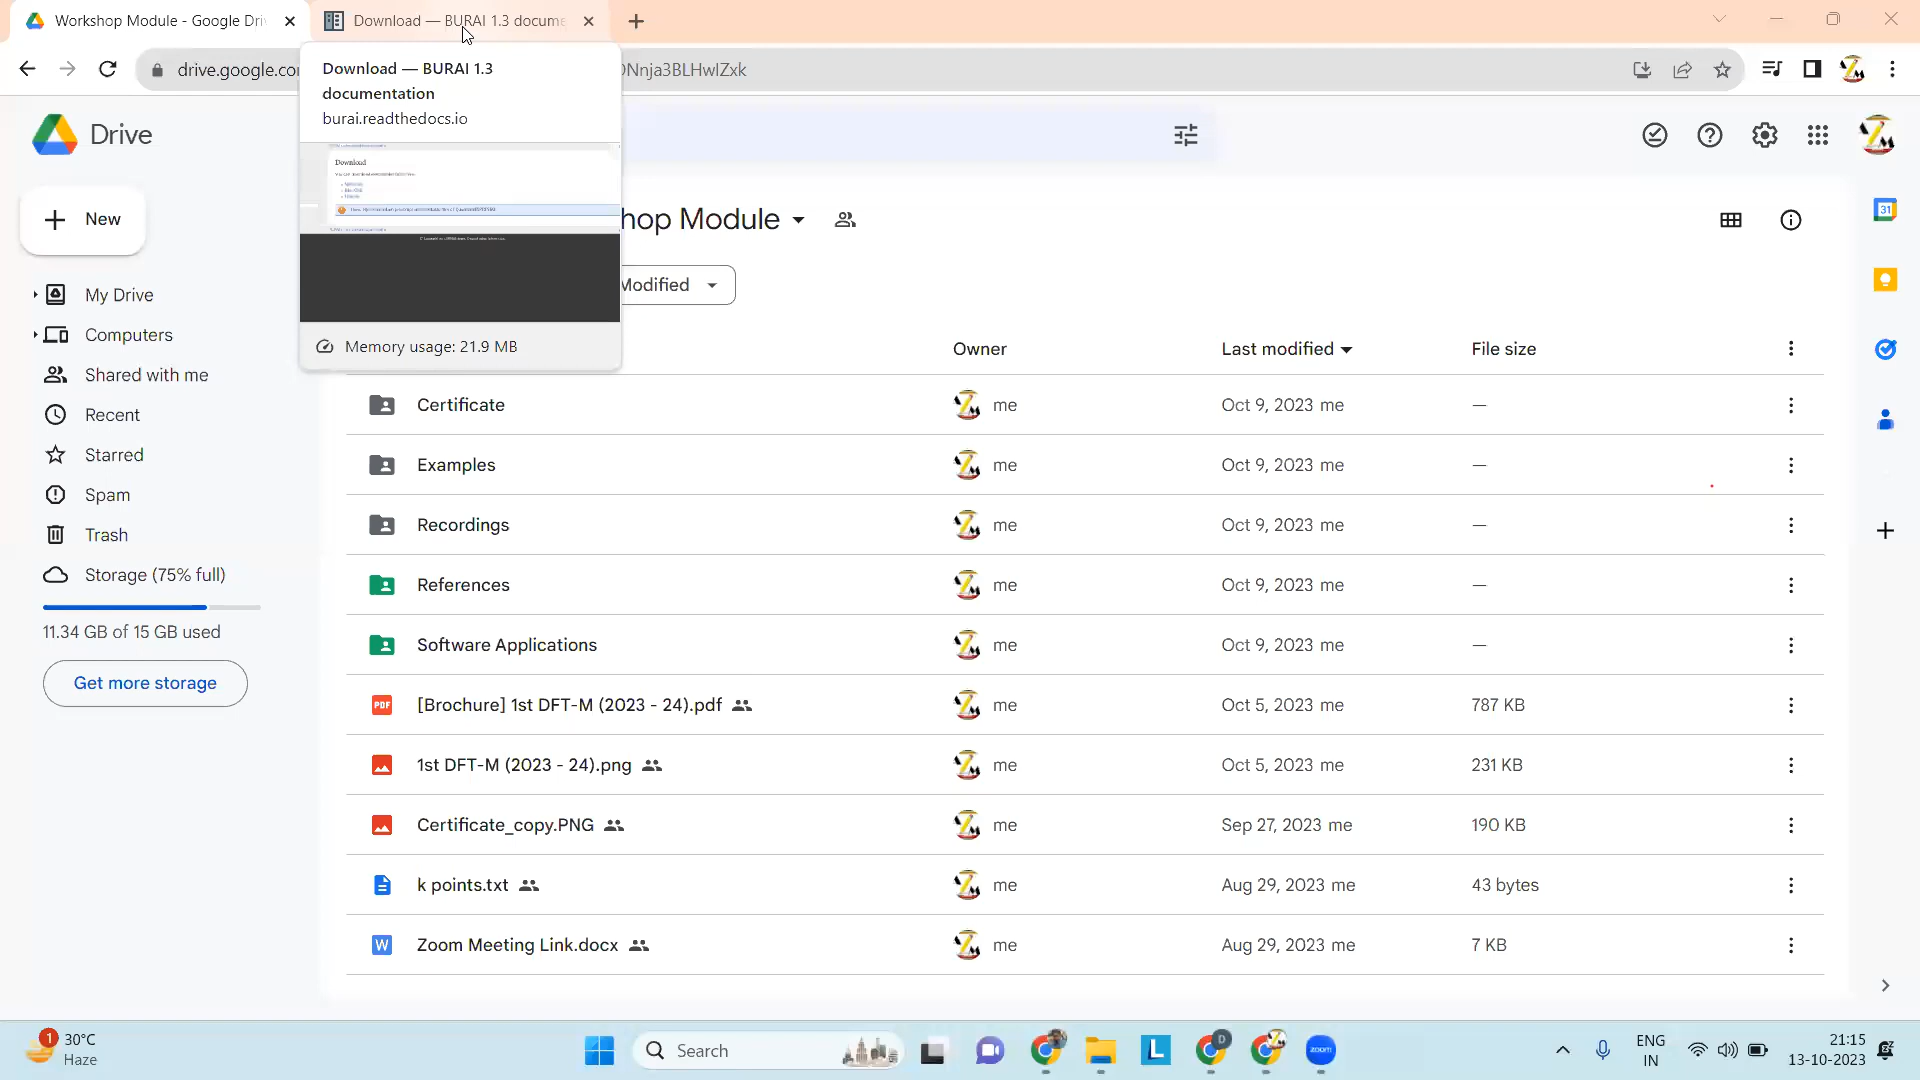 Workshop Module - Google Driv
Download — BURAI 1.3 docume
drive.google.co
DNnja3BLHwIZxk
Download — BURAI 1.3
documentation
burai.readthedocs.io
Download
Memory usage: 21.9 MB
Drive
New
My Drive
Computers
Shared with me
Recent
Starred
Spam
Trash
Storage (75% full)
11.34 GB of 15 GB used
Get more storage
hop Module
Modified
Owner Last modified File size
Certificate me Oct 9, 2023 me —
Examples me Oct 9, 2023 me —
Recordings me Oct 9, 2023 me —
References me Oct 9, 2023 me —
Software Applications me Oct 9, 2023 me —
PDF [Brochure] 1st DFT-M (2023 - 24).pdf me Oct 5, 2023 me 787 KB
1st DFT-M (2023 - 24).png me Oct 5, 2023 me 231 KB
Certificate_copy.PNG me Sep 27, 2023 me 190 KB
k points.txt me Aug 29, 2023 me 43 bytes
W Zoom Meeting Link.docx me Aug 29, 2023 me 7 KB
31
1
30°C
Haze
Search
L
D
zoom
ENG
IN
21:15
13-10-2023